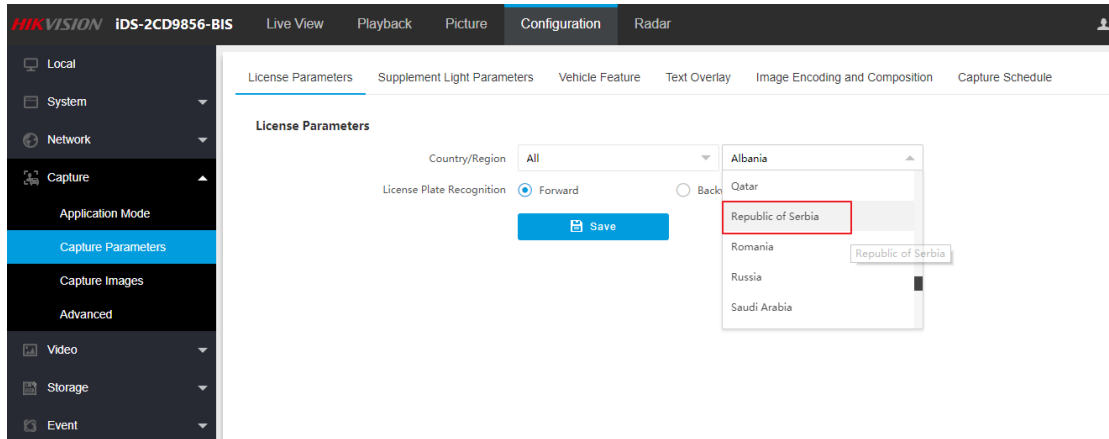 HIKVISION iDS-2CD9856-BIS Live View Playback Picture Configuration Radar
Local
System
Network
Capture
Application Mode
Capture Parameters
Capture Images
Advanced
Video
Storage
Event
License Parameters Supplement Light Parameters Vehicle Feature Text Overlay Image Encoding and Composition Capture Schedule
License Parameters
Country/Region All Albania
License Plate Recognition Forward
Save
Qatar
Republic of Serbia
Romania
Republic of Serbia
Russia
Saudi Arabia